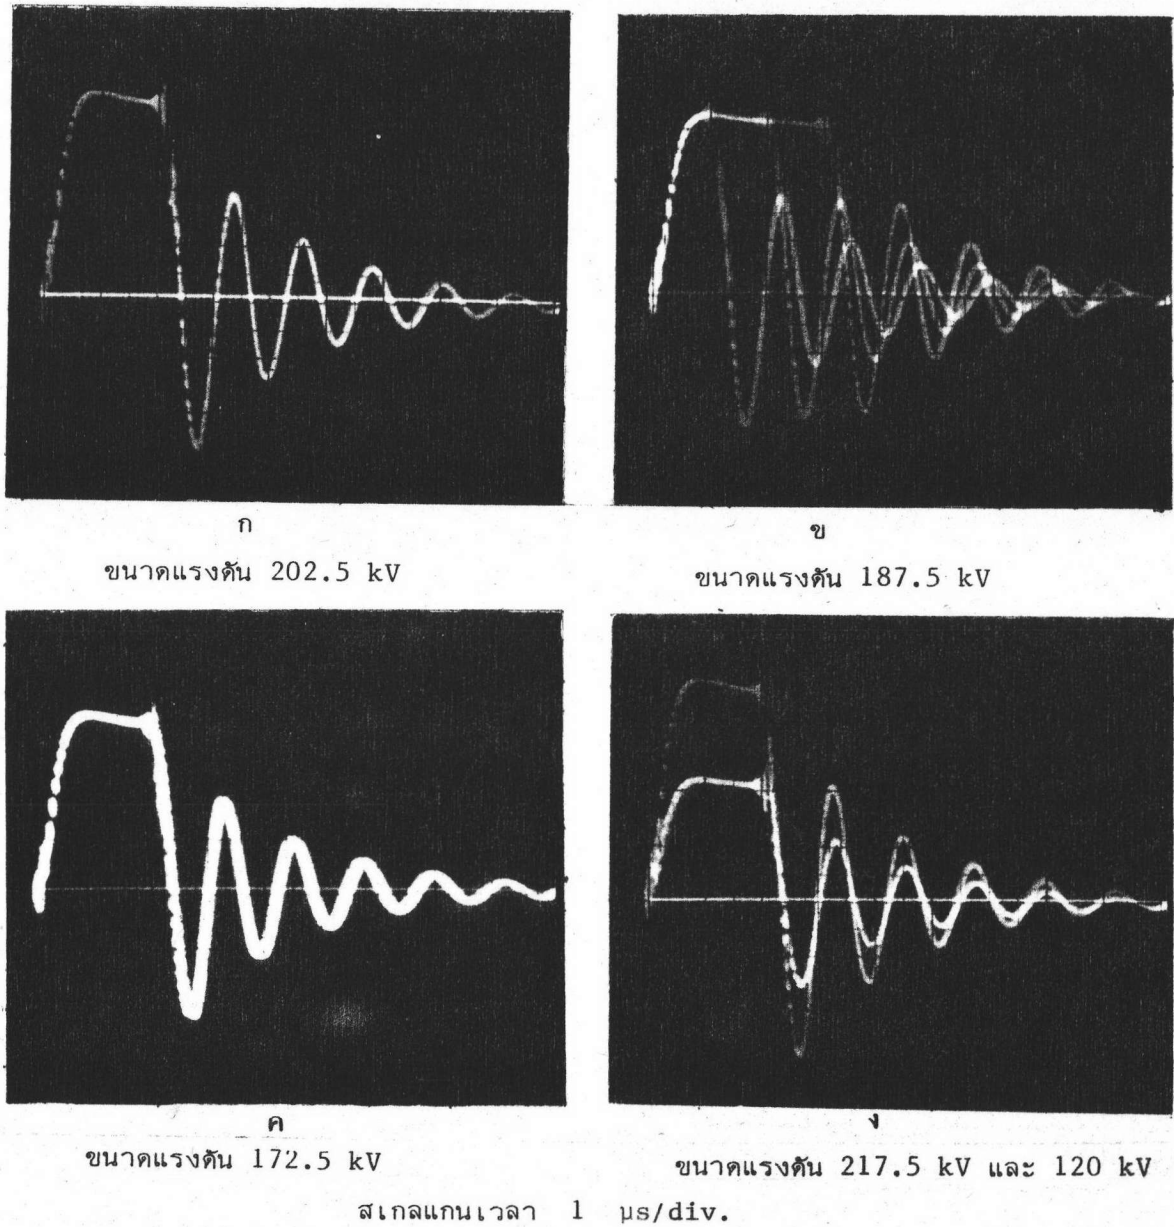 ก
ข
ขนาดแรงดัน 202.5 kV
ขนาดแรงดัน 187.5 kV
ค
ง
ขนาดแรงดัน 172.5 kV
ขนาดแรงดัน 217.5 kV และ 120 kV
สเกลแกนเวลา 1 μs/div.